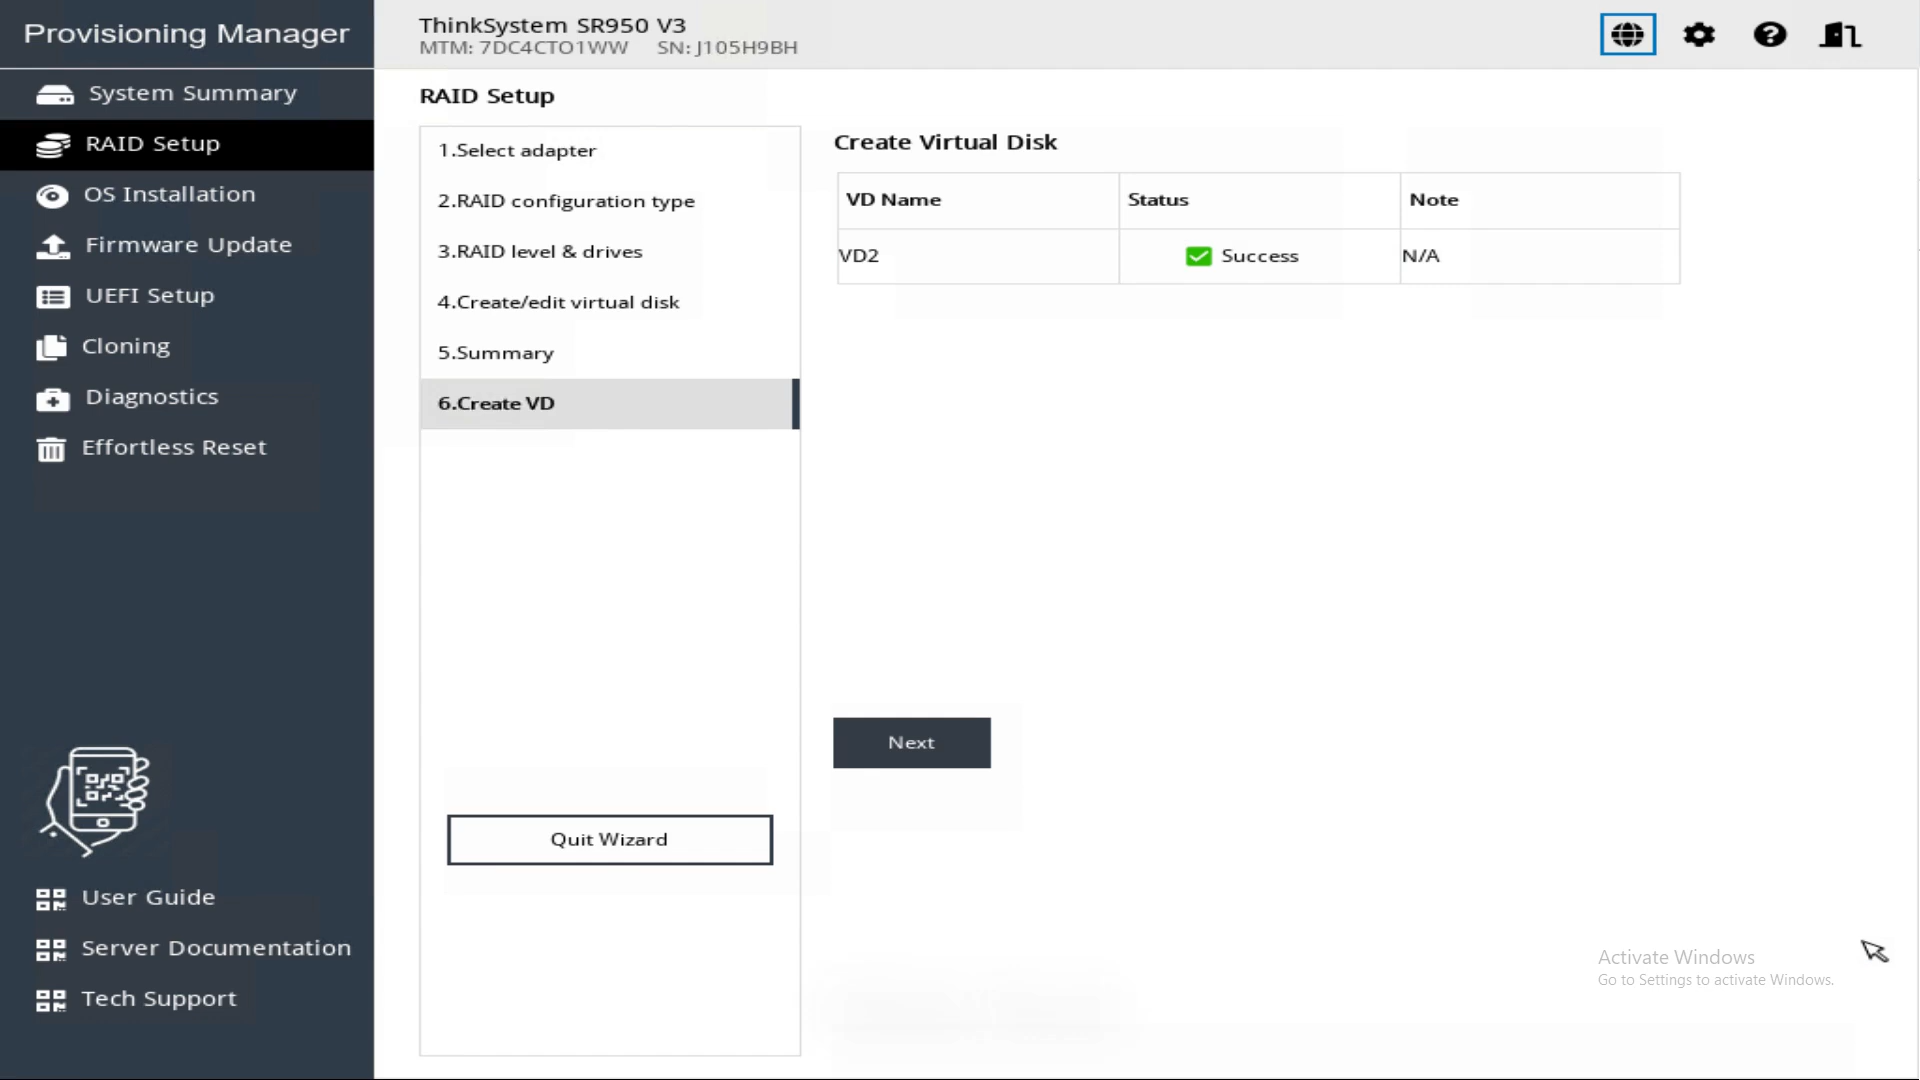 Provisioning Manager
ThinkSystem SR950 V3
MTM: 7DC4CTO1WW SN: J105H9BH
System Summary
RAID Setup
OS Installation
Firmware Update
UEFI Setup
Cloning
Diagnostics
Effortless Reset
User Guide
Server Documentation
Tech Support
RAID Setup
1.Select adapter
2.RAID configuration type
3.RAID level & drives
4.Create/edit virtual disk
5.Summary
6.Create VD
Quit Wizard
Create Virtual Disk
VD Name Status Note
VD2 Success N/A
Next
Activate Windows
Go to Settings to activate Windows.